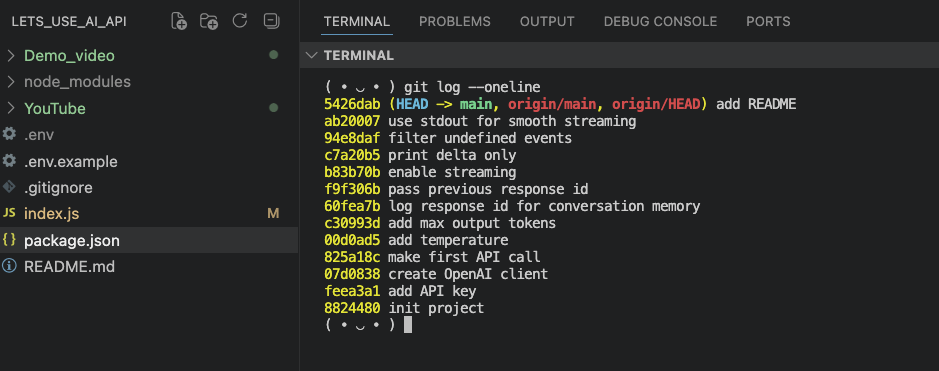 LETS_USE_AI_API
Demo_video
node_modules
YouTube
.env
.env.example
.gitignore
JS index.js M
{} package.json
README.md
TERMINAL PROBLEMS OUTPUT DEBUG CONSOLE PORTS
TERMINAL
( • ◡ • ) git log --oneline
5426dab (HEAD -> main, origin/main, origin/HEAD) add README
ab20007 use stdout for smooth streaming
94e8daf filter undefined events
c7a20b5 print delta only
b83b70b enable streaming
f9f306b pass previous response id
60fea7b log response id for conversation memory
c30993d add max output tokens
00d0ad5 add temperature
825a18c make first API call
07d0838 create OpenAI client
feea3a1 add API key
8824480 init project
( • ◡ • )